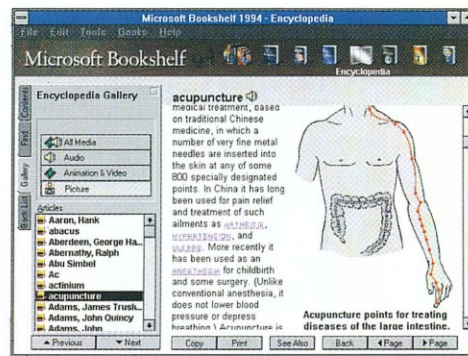 Microsoft Bookshelf 1994 - Encyclopedia
File Edit Tools Books Help
Microsoft Bookshelf
Encyclopedia
Contents
Find
Gallery
Back List
Encyclopedia Gallery
All Media
Audio
Animation & Video
Picture
Articles
Aaron, Hank
abacus
Aberdeen, George Ha...
Abernathy, Ralph
Abu Simbel
Ac
actinium
acupuncture
Adams, James Trusl...
Adams, John Quincy
Adams, John
Previous
Next
acupuncture
medical treatment, based
on traditional Chinese
medicine, in which a
number of very fine metal
needles are inserted into
the skin at any of some
800 specially designated
points. In China it has long
been used for pain relief
and treatment of such
ailments as ARTHRITIS,
HYPERTENSION, and
ULCERS. More recently it
has been used as an
ANESTHESIA for childbirth
and some surgery. (Unlike
conventional anesthesia, it
does not lower blood
pressure or depress
breathing.) Acupuncture is
Acupuncture points for treating
diseases of the large intestine.
Copy
Print
See Also
Back
Page
Page